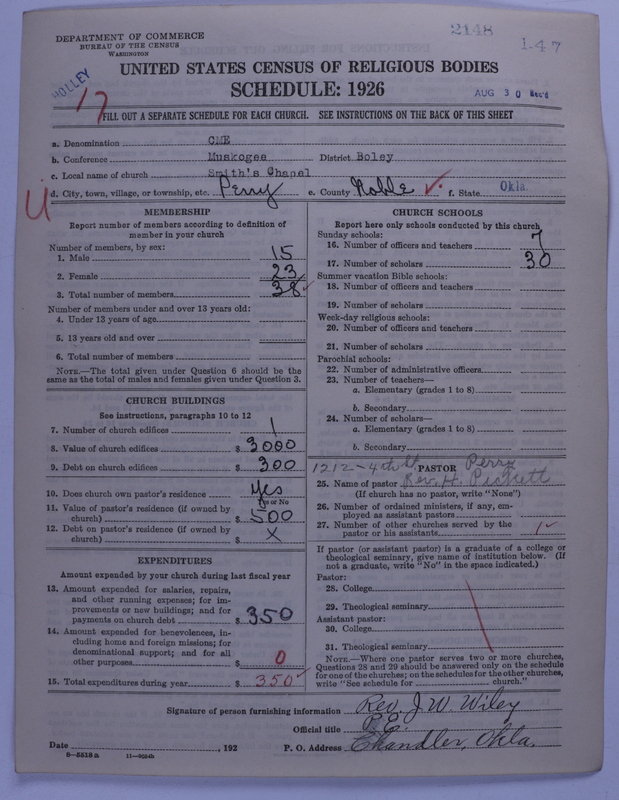 DEPARTMENT OF COMMERCE
BUREAU OF THE CENSUS
WASHINGTON
2148
1-47
HOLLEY
AUG 30 Rec'd
UNITED STATES CENSUS OF RELIGIOUS BODIES
SCHEDULE: 1926
17
FILL OUT A SEPARATE SCHEDULE FOR EACH CHURCH. SEE INSTRUCTIONS ON THE BACK OF THIS SHEET
a. Denomination CME
b. Conference Muskogee District Boley
c. Local name of church Smith's Chapel
d. City, town, village, or township, etc. Perry e. County Noble f. State Okla.
MEMBERSHIP
Report number of members according to definition of
member in your church
Number of members, by sex:
1. Male 15
2. Female 23
3. Total number of members 38
Number of members under and over 13 years old:
4. Under 13 years of age
5. 13 years old and over
6. Total number of members
NOTE.—The total given under Question 6 should be the
same as the total of males and females given under Question 3.
CHURCH BUILDINGS
See instructions, paragraphs 10 to 12
7. Number of church edifices 1
8. Value of church edifices $ 3000
9. Debt on church edifices $ 300
10. Does church own pastor's residence Yes
Yes or No
11. Value of pastor's residence (if owned by
church) $ 500
12. Debt on pastor's residence (if owned by
church) $ X
EXPENDITURES
Amount expended by your church during last fiscal year
13. Amount expended for salaries, repairs,
and other running expenses; for im-
provements or new buildings; and for
payments on church debt $ 350
14. Amount expended for benevolences, in-
cluding home and foreign missions; for
denominational support; and for all
other purposes $ 0
15. Total expenditures during year $ 350
CHURCH SCHOOLS
Report here only schools conducted by this church
Sunday schools:
16. Number of officers and teachers 7
17. Number of scholars 30
Summer vacation Bible schools:
18. Number of officers and teachers
19. Number of scholars
Week-day religious schools:
20. Number of officers and teachers
21. Number of scholars
Parochial schools:
22. Number of administrative officers
23. Number of teachers—
a. Elementary (grades 1 to 8)
b. Secondary
24. Number of scholars—
a. Elementary (grades 1 to 8)
b. Secondary
1212-4th St. PASTOR Perry
25. Name of pastor Rev. H. Pickett
(If church has no pastor, write "None")
26. Number of ordained ministers, if any, em-
ployed as assistant pastors
27. Number of other churches served by the
pastor or his assistants 1
If pastor (or assistant pastor) is a graduate of a college or
theological seminary, give name of institution below. (If
not a graduate, write "No" in the space indicated.)
Pastor:
28. College
29. Theological seminary
Assistant pastor:
30. College
31. Theological seminary
NOTE.—Where one pastor serves two or more churches,
Questions 28 and 29 should be answered only on the schedule
for one of the churches; on the schedules for the other churches,
write "See schedule for church."
Signature of person furnishing information Rev. J. W. Wiley
Official title P.E.
Date , 192 P. O. Address Chandler, Okla.